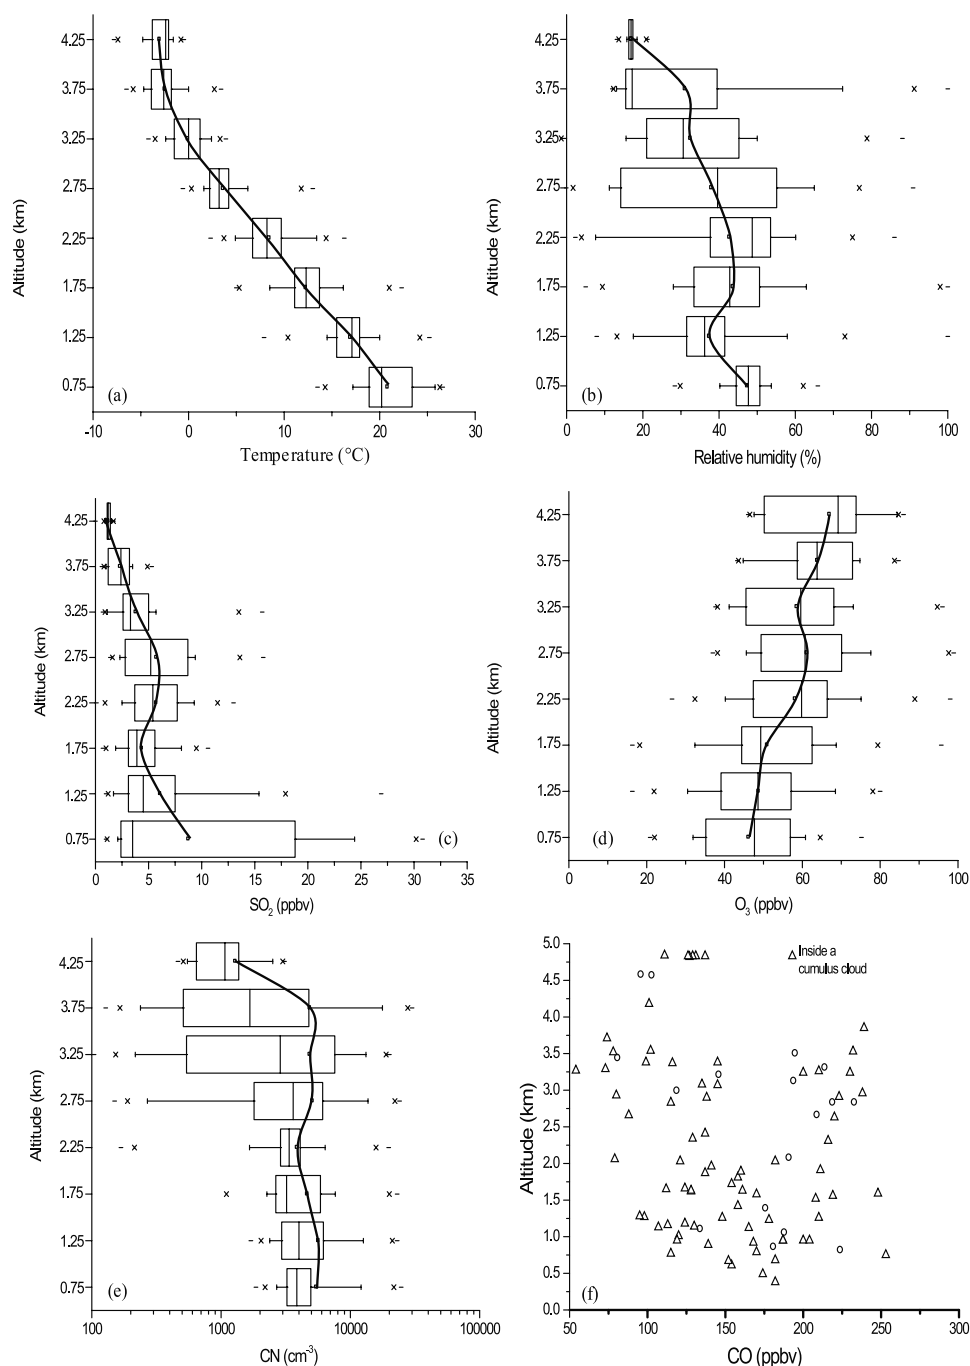 4.25
3.75
3.25
2.75
2.25
1.75
1.25
0.75
Altitude (km)
(a)
-10 0 10 20 30
Temperature (°C)
4.25
3.75
3.25
2.75
2.25
1.75
1.25
0.75
Altitude (km)
(b)
0 20 40 60 80 100
Relative humidity (%)
4.25
3.75
3.25
2.75
2.25
1.75
1.25
0.75
Altitude (km)
(c)
0 5 10 15 20 25 30 35
SO2 (ppbv)
4.25
3.75
3.25
2.75
2.25
1.75
1.25
0.75
Altitude (km)
(d)
0 20 40 60 80 100
O3 (ppbv)
4.25
3.75
3.25
2.75
2.25
1.75
1.25
0.75
Altitude (km)
(e)
100 1000 10000 100000
CN (cm-3)
5.0
4.5
4.0
3.5
3.0
2.5
2.0
1.5
1.0
0.5
0.0
Altitude (km)
Inside a
cumulus cloud
(f)
50 100 150 200 250 300
CO (ppbv)